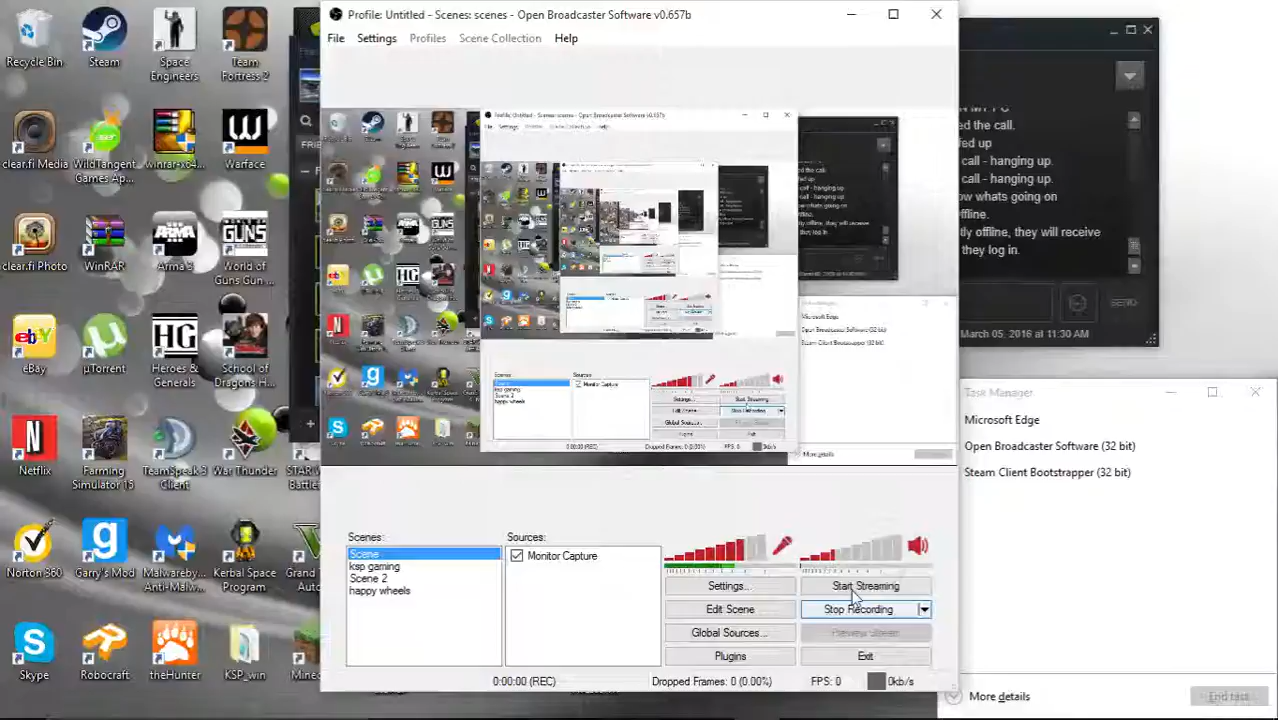 Profile: Untitled - Scenes: scenes - Open Broadcaster Software v0.657b
File Settings Profiles Scene Collection Help
Recycle Bin
Steam
Space Engineers
Team Fortress 2
clear.fi Media
WildTangent Games Ap...
winrar-x64...
Warface
clear.fi Photo
WinRAR
Arma 3
World of Guns Gun ...
eBay
µTorrent
Heroes & Generals
School of Dragons H...
Netflix
Farming Simulator 15
TeamSpeak 3 Client
War Thunder
Norton 360
Garry's Mod
Malwareby... Anti-Malw...
Kerbal Space Program
Skype
Robocraft
theHunter
KSP_win
ed the call.
fed up
call - hanging up.
call - hanging up.
ow whats going on
offline.
tly offline, they will receive
they log in.
SEND
March 05, 2016 at 11:30 AM
Task Manager
Microsoft Edge
Open Broadcaster Software (32 bit)
Steam Client Bootstrapper (32 bit)
More details
End task
Scenes:
Scene
ksp gaming
Scene 2
happy wheels
Sources:
Monitor Capture
Settings...
Start Streaming
Edit Scene
Stop Recording
Global Sources...
Preview Stream
Plugins
Exit
0:00:00 (REC)
Dropped Frames: 0 (0.00%)
FPS: 0
0kb/s